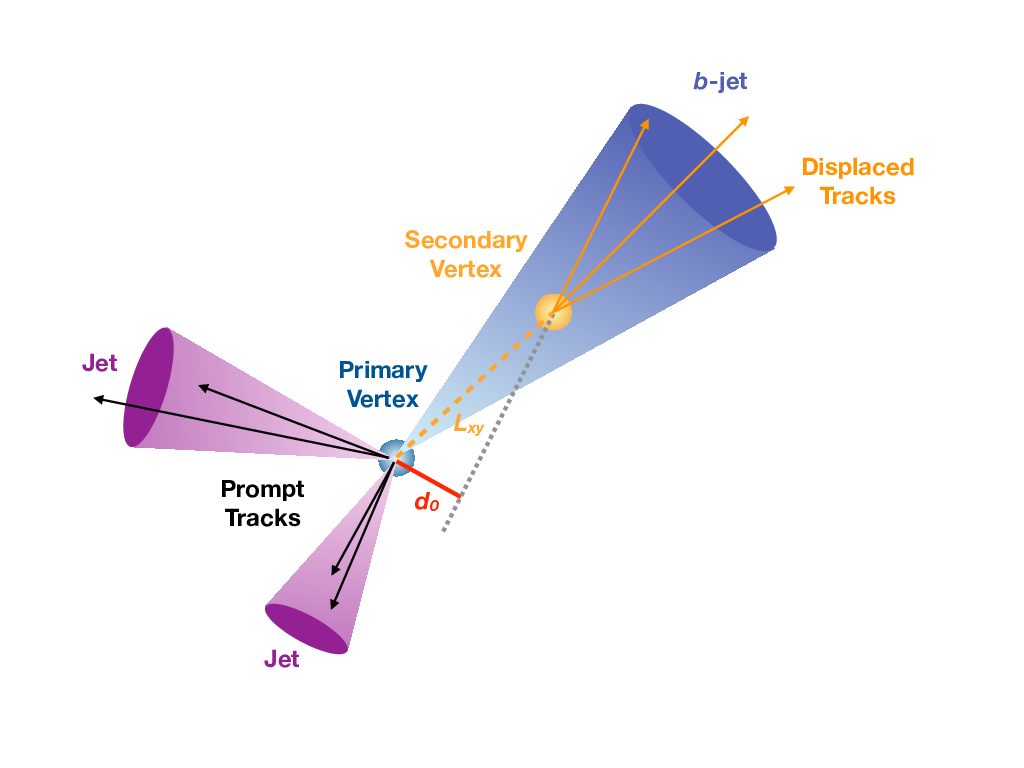 b-jet
Displaced
Tracks
Secondary
Vertex
Jet
Primary
Vertex
Lxy
Prompt
Tracks
d0
Jet